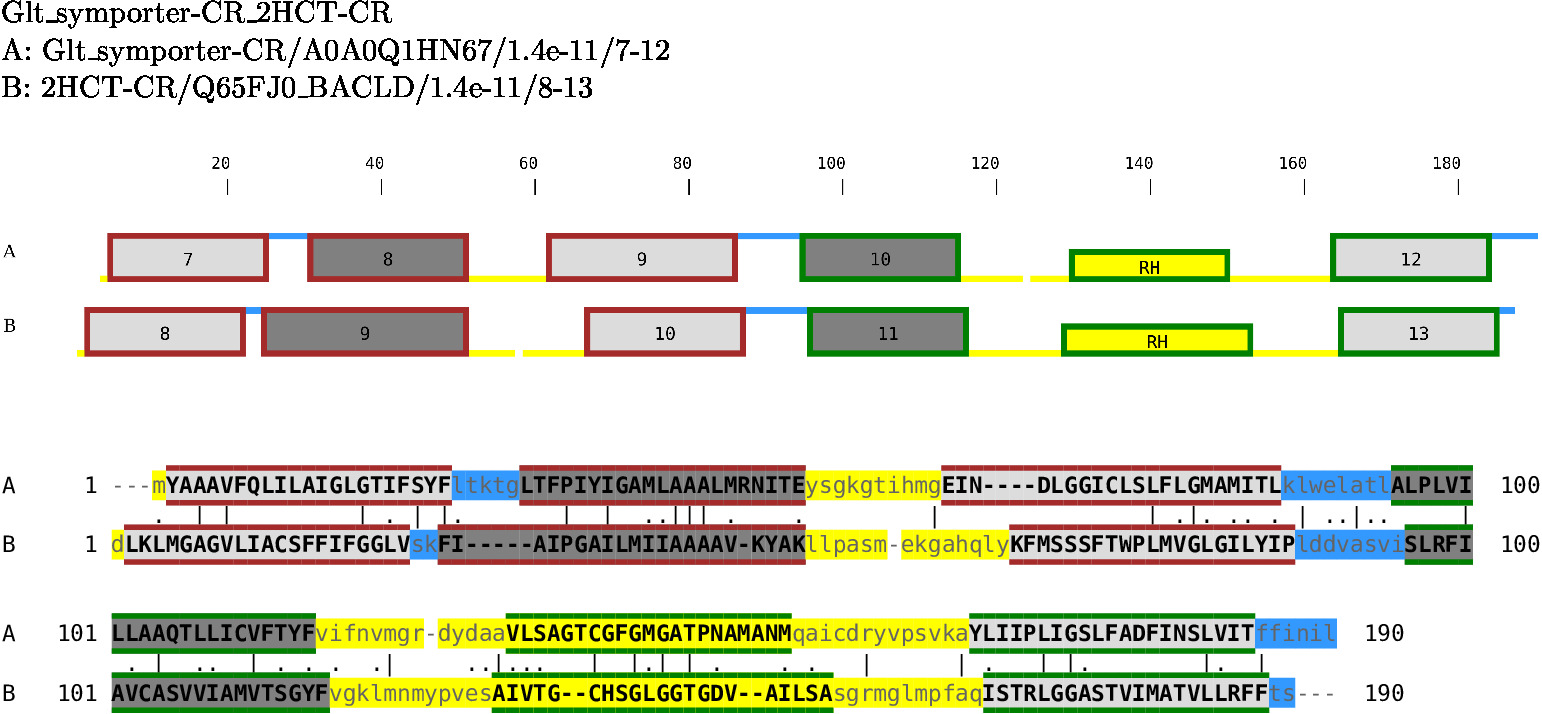 Glt_symporter-CR_2HCT-CR
A: Glt_symporter-CR/A0A0Q1HN67/1.4e-11/7-12
B: 2HCT-CR/Q65FJ0_BACLD/1.4e-11/8-13
20 40 60 80 100 120 140 160 180
A 7 8 9 10 RH 12
B 8 9 10 11 RH 13
A 1 ---mYAAAVFQLILAIGLGTIFSYFltktgLTFPIYIGAMLAAALMRNITEysgkgtihmgEIN----DLGGICLSLFLGMAMITLklwelatlALPLVI 100
B 1 dLKLMGAGVLIACSFFIFGGLVskFI-----AIPGAILMIIAAAAV-KYAKllpasm-ekgahqlyKFMSSSFTWPLMVGLGILYIPlddvasviSLRFI 100
A 101 LLAAQTLLICVFTYFvifnvmgr-dydaaVLSAGTCGFGMGATPNAMANMqaicdryvpsvkaYLIIPLIGSLFADFINSLVITffinil 190
B 101 AVCASVVIAMVTSGYFvgklmnmypvesAIVTG--CHSGLGGTGDV--AILSAsgrmglmpfaqISTRLGGASTVIMATVLLRFFts--- 190